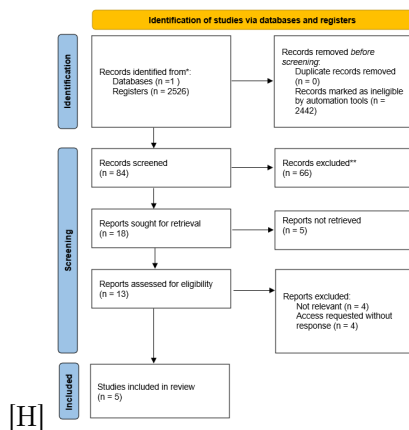 Identification of studies via databases and registers
Identification
Records identified from*:
Databases (n =1 )
Registers (n = 2526)
Records removed before
screening:
Duplicate records removed
(n = 0)
Records marked as ineligible
by automation tools (n =
2442)
Screening
Records screened
(n = 84)
Records excluded**
(n = 66)
Reports sought for retrieval
(n = 18)
Reports not retrieved
(n = 5)
Reports assessed for eligibility
(n = 13)
Reports excluded:
Not relevant (n = 4)
Access requested without
response (n = 4)
Included
Studies included in review
(n = 5)
[H]